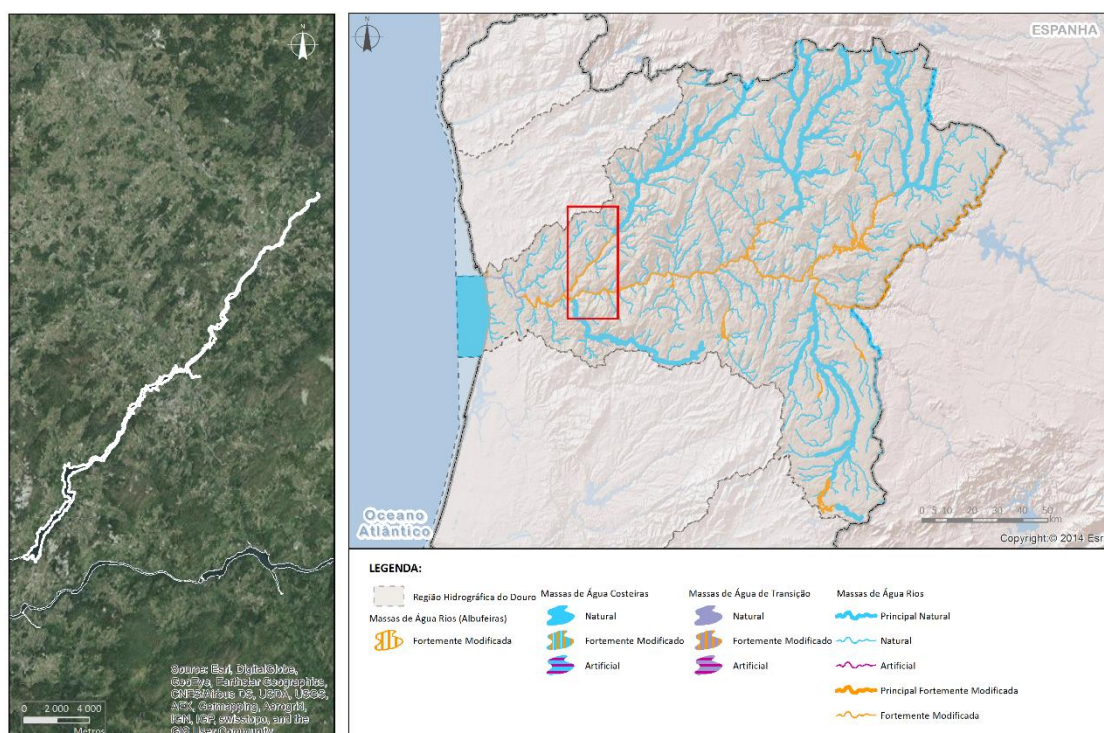 N
0 2 000 4 000
Métros
Source: Esri, DigitalGlobe,
GeoEye, Earthstar Geographics,
CNES/Airbus DS, USDA, USGS,
AEX, Getmapping, Aerogrid,
IGN, IGP, swisstopo, and the
GIS User Community
N
ESPANHA
Oceano
Atlântico
0 5 10 20 30 40 50
km
Copyright:© 2014 Esri
LEGENDA:
Região Hidrográfica do Douro
Massas de Água Rios (Albufeiras)
Fortemente Modificada
Massas de Água Costeiras
Natural
Fortemente Modificado
Artificial
Massas de Água de Transição
Natural
Fortemente Modificado
Artificial
Massas de Água Rios
Principal Natural
Natural
Artificial
Principal Fortemente Modificada
Fortemente Modificada